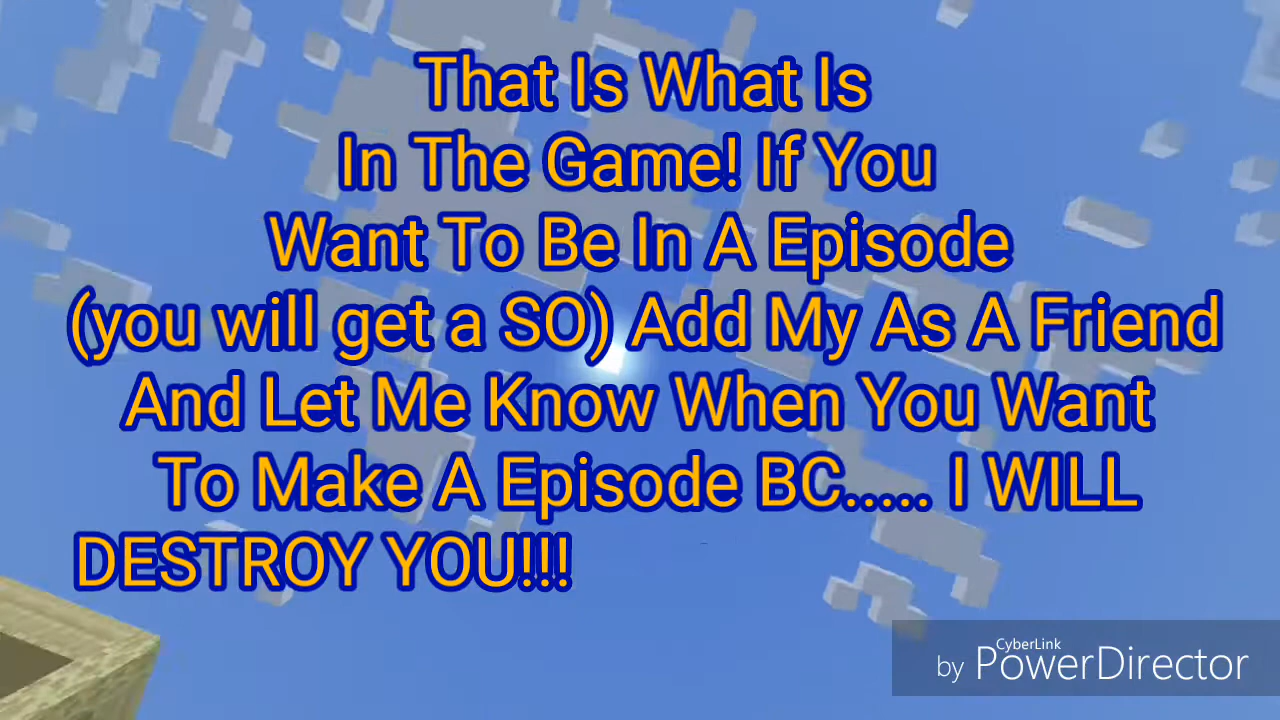 That Is What Is
In The Game! If You
Want To Be In A Episode
(you will get a SO) Add My As A Friend
And Let Me Know When You Want
To Make A Episode BC..... I WILL
DESTROY YOU!!!
CyberLink
by PowerDirector